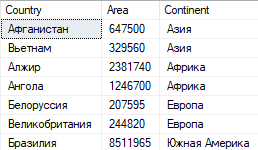 Country Area Continent
Афганистан 647500 Азия
Вьетнам 329560 Азия
Алжир 2381740 Африка
Ангола 1246700 Африка
Белоруссия 207595 Европа
Великобритания 244820 Европа
Бразилия 8511965 Южная Америка